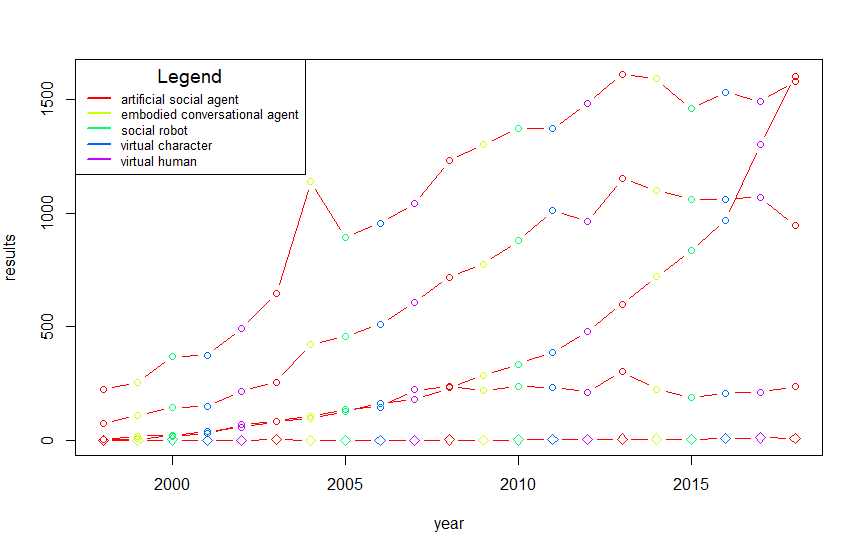 Legend
artificial social agent
embodied conversational agent
social robot
virtual character
virtual human
results
1500
1000
500
0
2000 2005 2010 2015
year